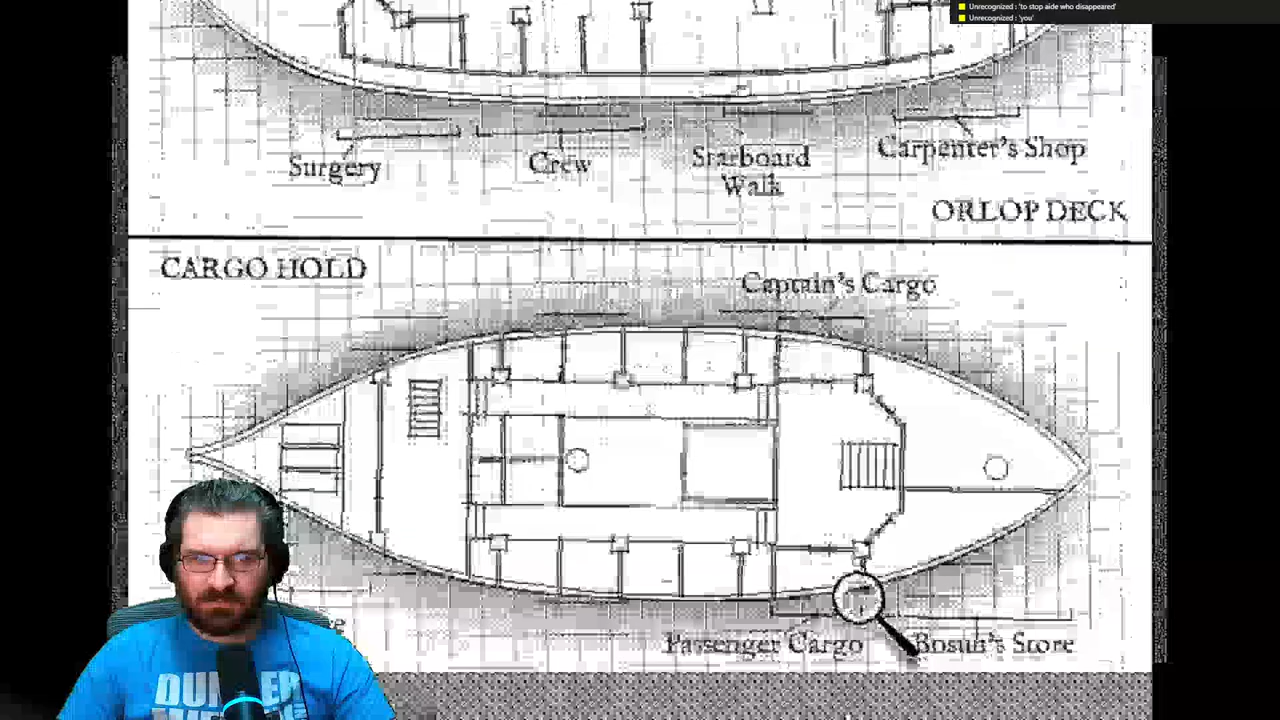 Unrecognized : 'to stop aide who disappeared'
Unrecognized : 'you'
Surgery
Crew
Starboard
Walk
Carpenter's Shop
ORLOP DECK
CARGO HOLD
Captain's Cargo
Passenger Cargo
Bosun's Store